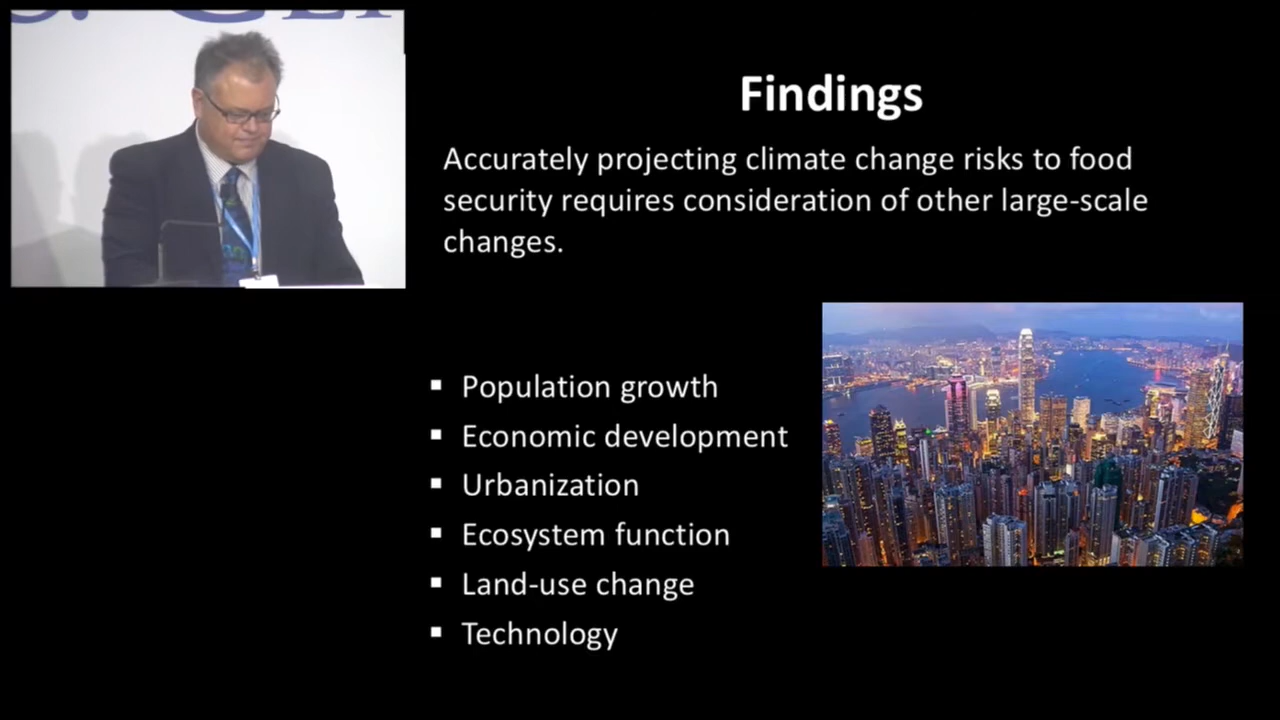 Findings
Accurately projecting climate change risks to food
security requires consideration of other large-scale
changes.
▪ Population growth
▪ Economic development
▪ Urbanization
▪ Ecosystem function
▪ Land-use change
▪ Technology